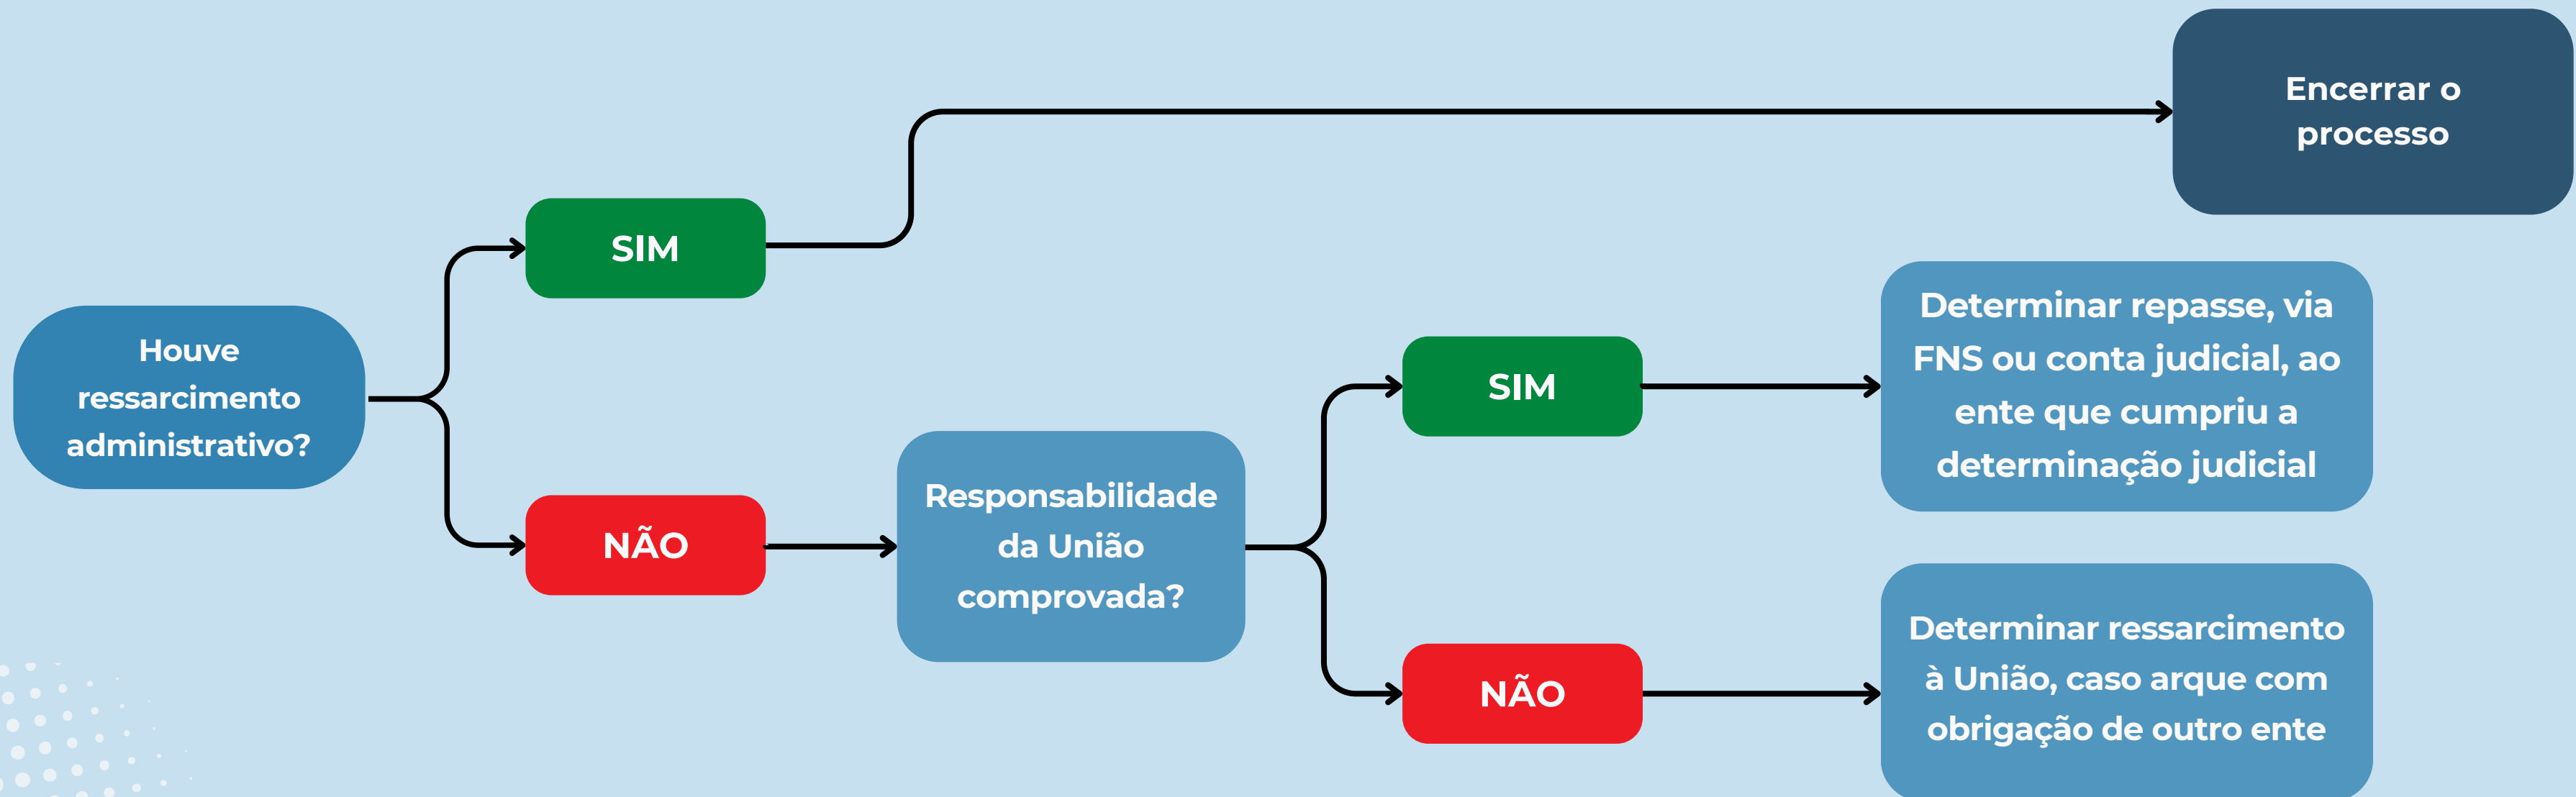 Houve
ressarcimento
administrativo?
SIM
Encerrar o
processo
NÃO
Responsabilidade
da União
comprovada?
SIM
Determinar repasse, via
FNS ou conta judicial, ao
ente que cumpriu a
determinação judicial
NÃO
Determinar ressarcimento
à União, caso arque com
obrigação de outro ente